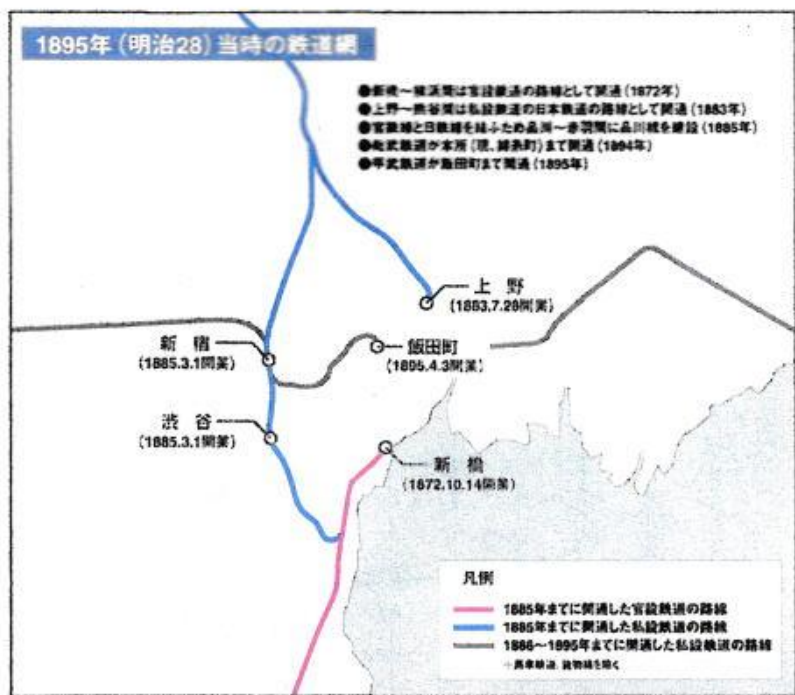 1895年(明治28)当時の鉄道網
●新橋〜横浜間は官設鉄道の路線として開通(1872年)
●上野〜熊谷間は私設鉄道の日本鉄道の路線として開通(1883年)
●官鉄線と日鉄線を結ぶため品川〜赤羽間に品川線を建設(1885年)
●総武鉄道が本所(現、錦糸町)まで開通(1894年)
●甲武鉄道が飯田町まで開通(1895年)
上野
(1883.7.28開業)
新宿
(1885.3.1開業)
飯田町
(1895.4.3開業)
渋谷
(1885.3.1開業)
新橋
(1872.10.14開業)
凡例
1885年までに開通した官設鉄道の路線
1885年までに開通した私設鉄道の路線
1886〜1895年までに開通した私設鉄道の路線
馬車鉄道、貨物線を除く